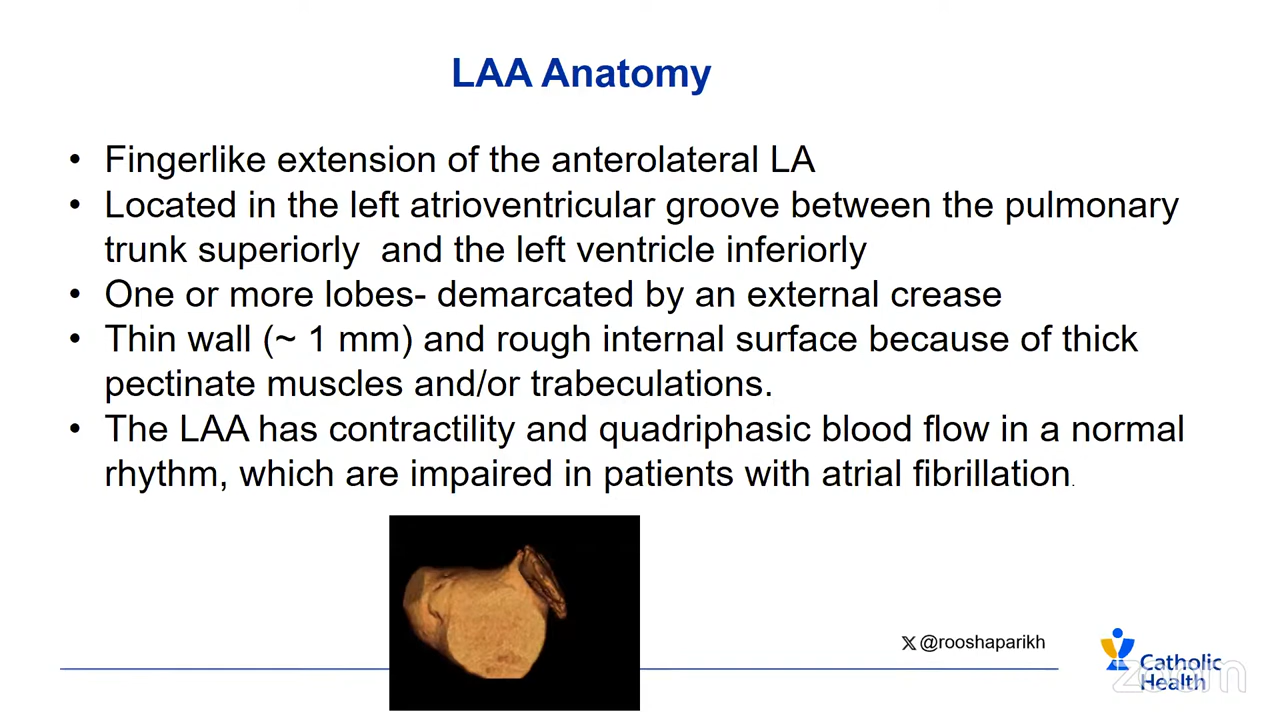 LAA Anatomy
• Fingerlike extension of the anterolateral LA
• Located in the left atrioventricular groove between the pulmonary
trunk superiorly  and the left ventricle inferiorly
• One or more lobes- demarcated by an external crease
• Thin wall (~ 1 mm) and rough internal surface because of thick
pectinate muscles and/or trabeculations.
• The LAA has contractility and quadriphasic blood flow in a normal
rhythm, which are impaired in patients with atrial fibrillation.
@rooshaparikh
Catholic
Health
zoom